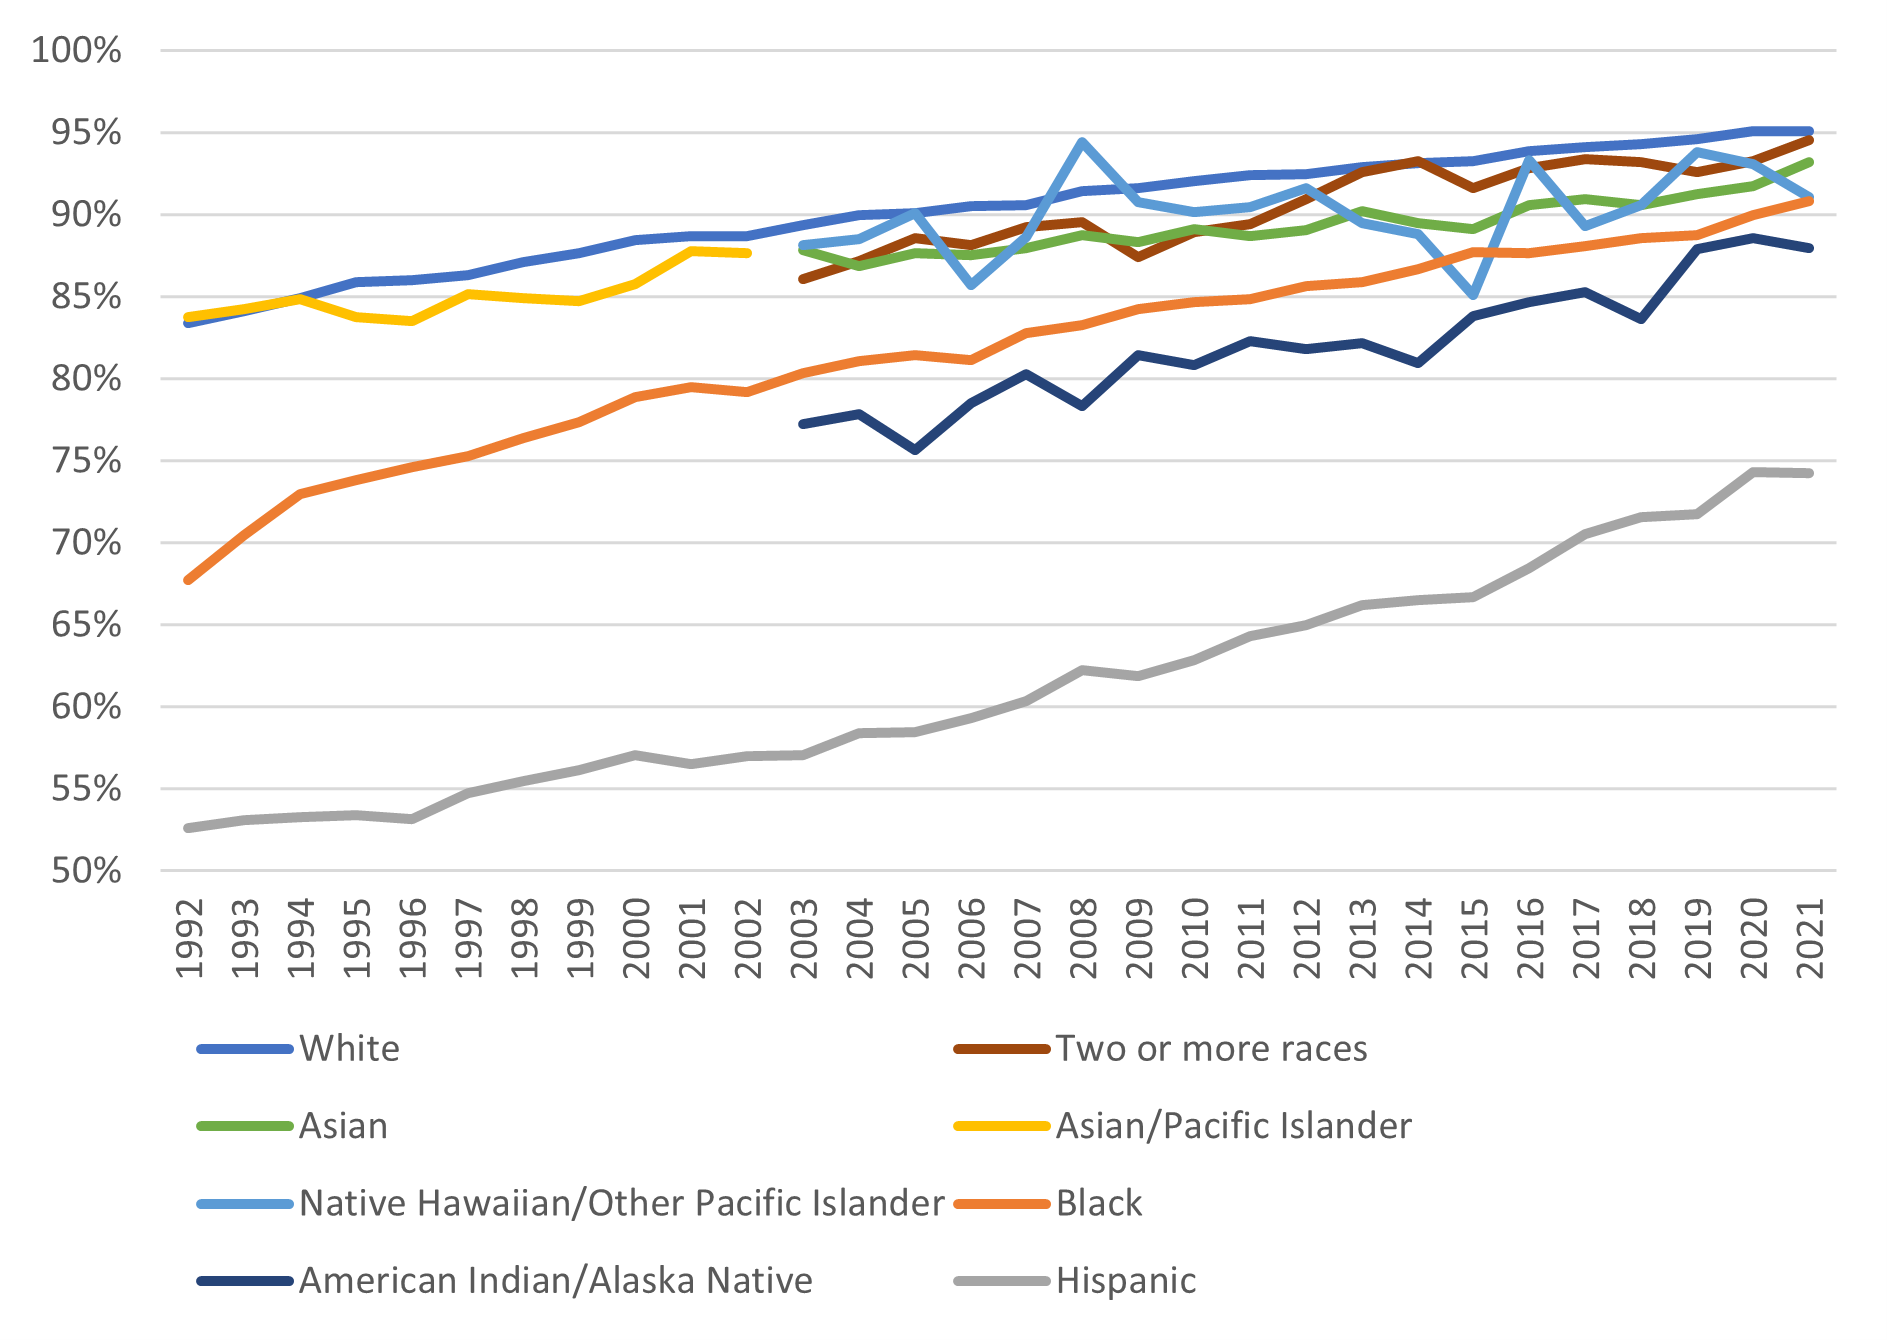 100%
95%
90%
85%
80%
75%
70%
65%
60%
55%
50%
1992 1993 1994 1995 1996 1997 1998 1999 2000 2001 2002 2003 2004 2005 2006 2007 2008 2009 2010 2011 2012 2013 2014 2015 2016 2017 2018 2019 2020 2021
White Two or more races
Asian Asian/Pacific Islander
Native Hawaiian/Other Pacific Islander Black
American Indian/Alaska Native Hispanic